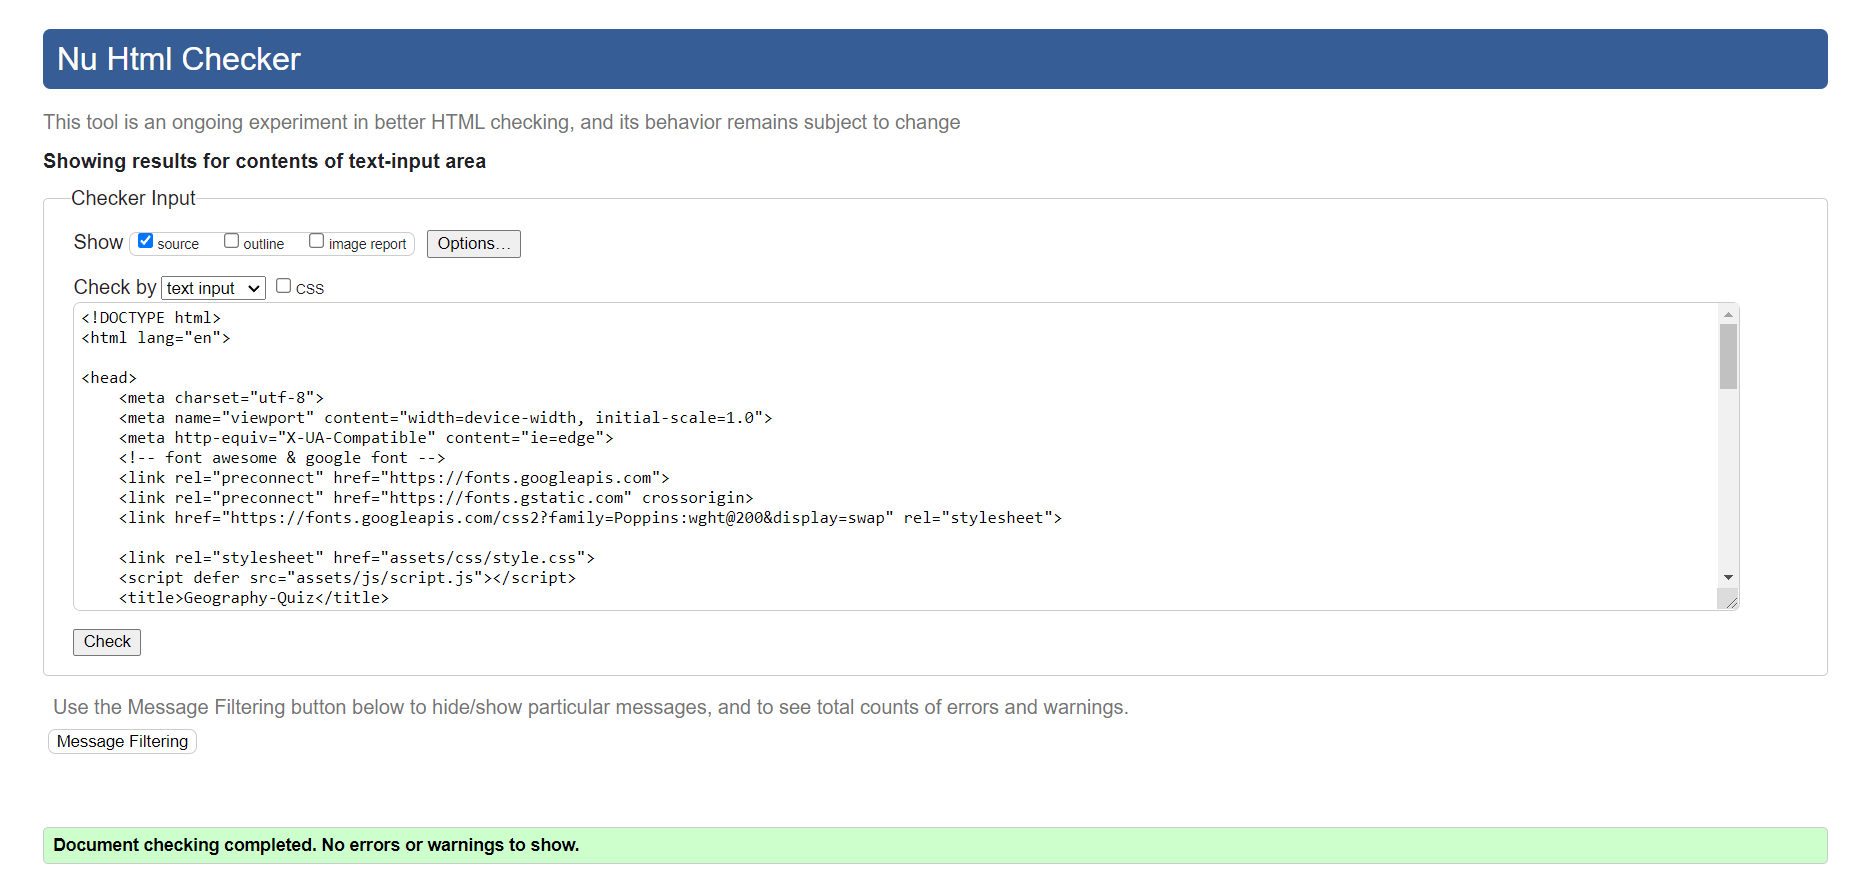 Nu Html Checker
This tool is an ongoing experiment in better HTML checking, and its behavior remains subject to change
Showing results for contents of text-input area
Checker Input
Show source outline image report Options...
Check by text input CSS
<!DOCTYPE html>
<html lang="en">
<head>
<meta charset="utf-8">
<meta name="viewport" content="width=device-width, initial-scale=1.0">
<meta http-equiv="X-UA-Compatible" content="ie=edge">
<!-- font awesome & google font -->
<link rel="preconnect" href="https://fonts.googleapis.com">
<link rel="preconnect" href="https://fonts.gstatic.com" crossorigin>
<link href="https://fonts.googleapis.com/css2?family=Poppins:wght@200&display=swap" rel="stylesheet">
<link rel="stylesheet" href="assets/css/style.css">
<script defer src="assets/js/script.js"></script>
<title>Geography-Quiz</title>
Check
Use the Message Filtering button below to hide/show particular messages, and to see total counts of errors and warnings.
Message Filtering
Document checking completed. No errors or warnings to show.